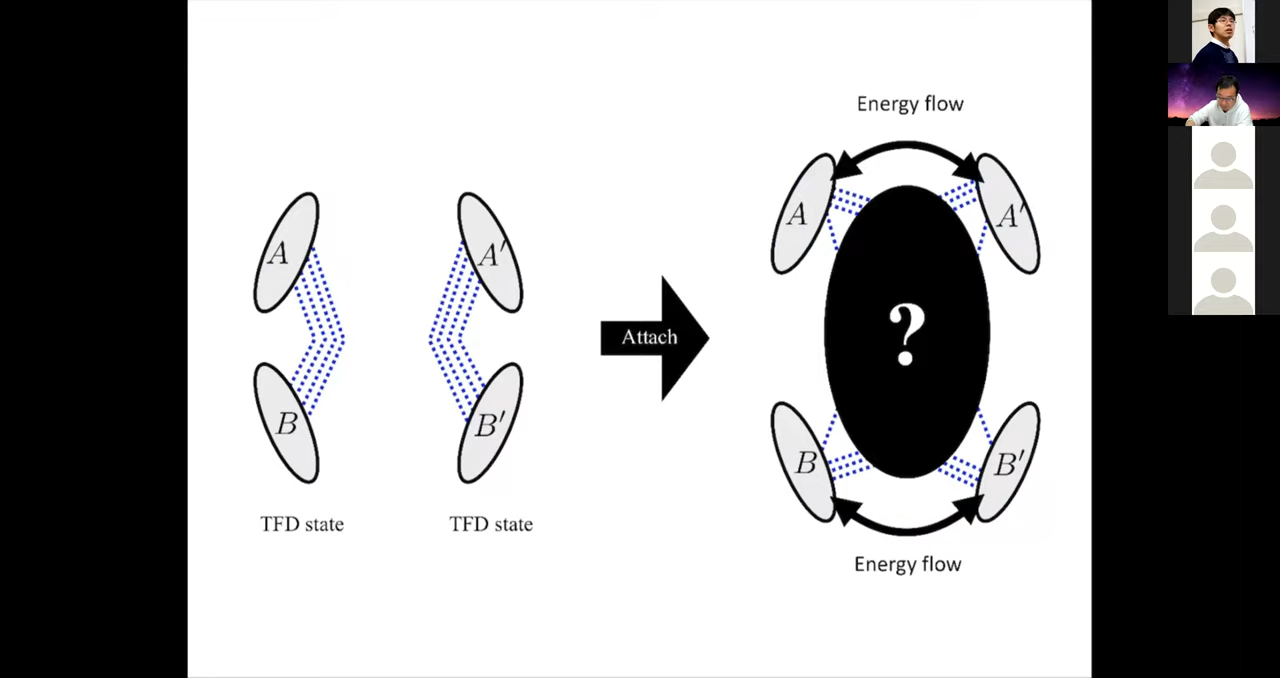 Energy flow
A
A′
A
A′
Attach
?
B
B′
B
B′
TFD state
TFD state
Energy flow